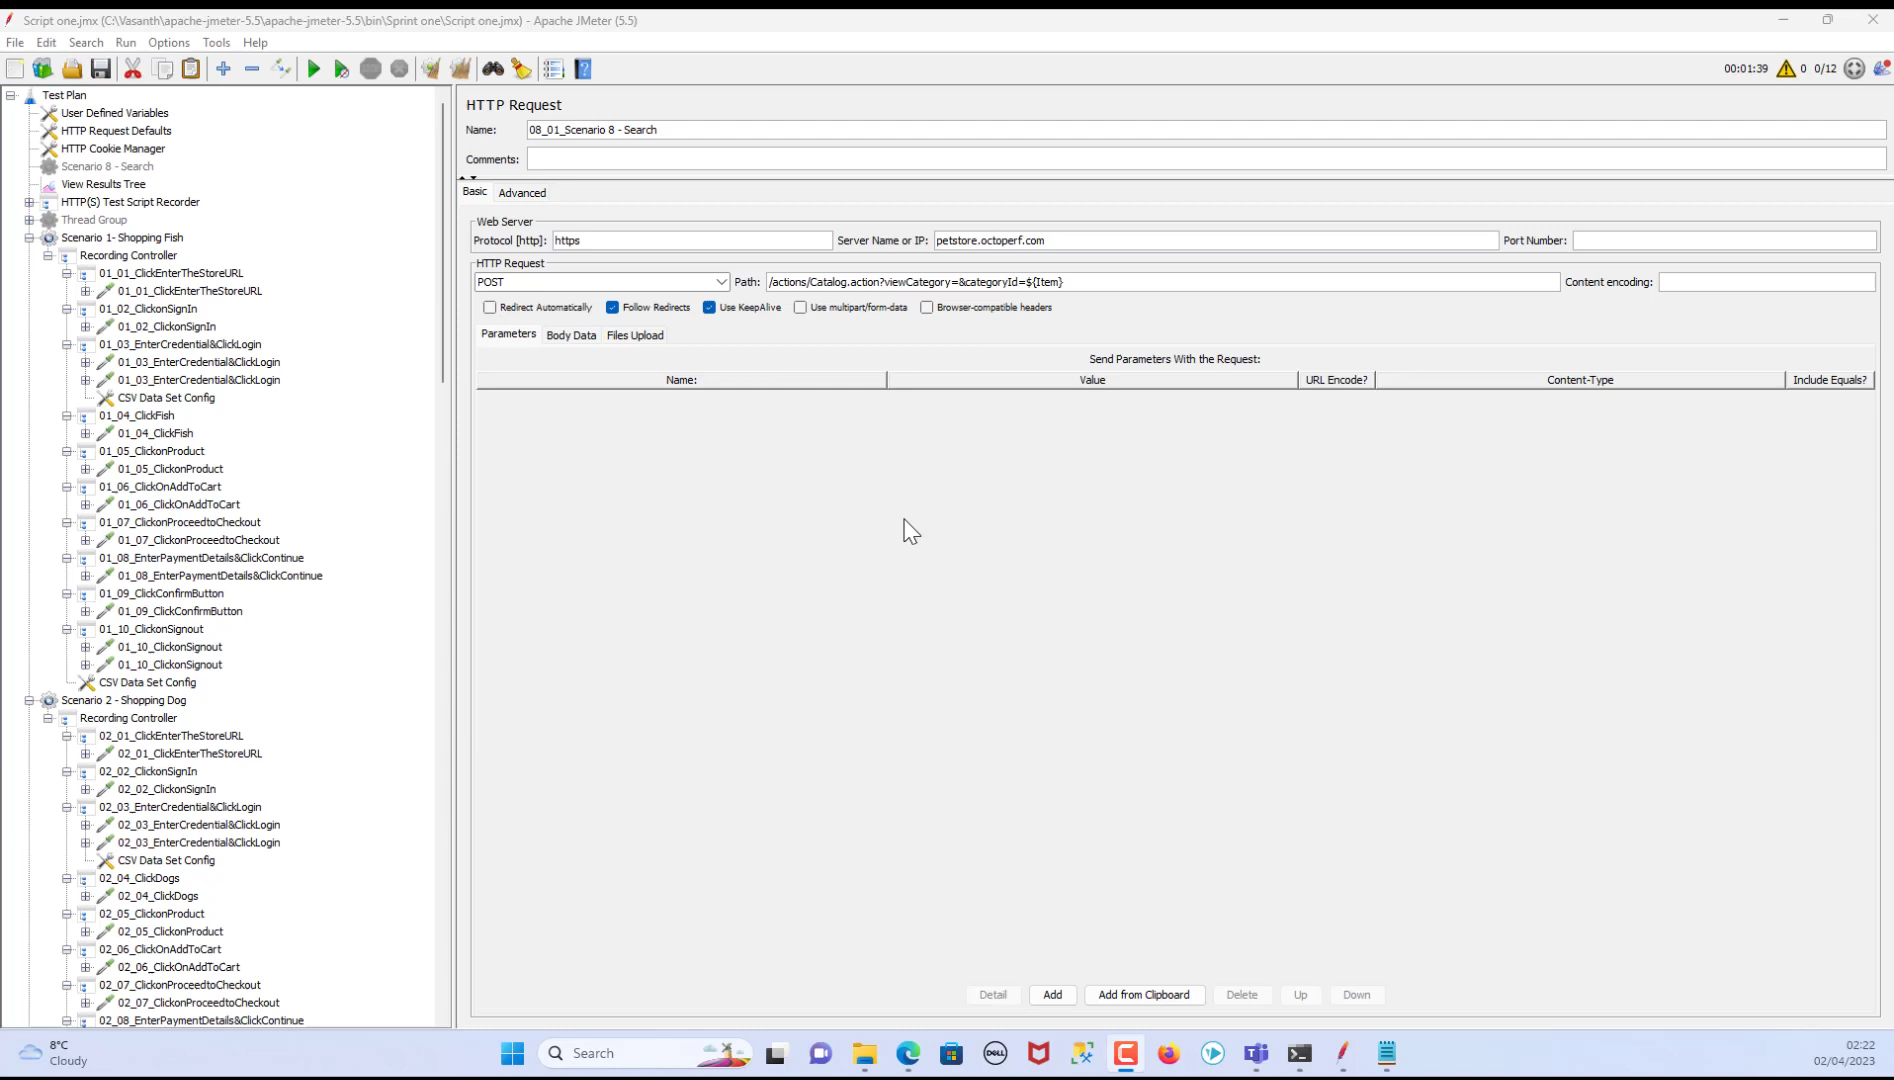 Script one.jmx (C:\Vasanth\apache-jmeter-5.5\apache-jmeter-5.5\bin\Sprint one\Script one.jmx) - Apache JMeter (5.5)
File Edit Search Run Options Tools Help
00:01:39 0 0/12
Test Plan
User Defined Variables
HTTP Request Defaults
HTTP Cookie Manager
Scenario 8 - Search
View Results Tree
HTTP(S) Test Script Recorder
Thread Group
Scenario 1- Shopping Fish
Recording Controller
01_01_ClickEnterTheStoreURL
01_01_ClickEnterTheStoreURL
01_02_ClickonSignIn
01_02_ClickonSignIn
01_03_EnterCredential&ClickLogin
01_03_EnterCredential&ClickLogin
01_03_EnterCredential&ClickLogin
CSV Data Set Config
01_04_ClickFish
01_04_ClickFish
01_05_ClickonProduct
01_05_ClickonProduct
01_06_ClickOnAddToCart
01_06_ClickOnAddToCart
01_07_ClickonProceedtoCheckout
01_07_ClickonProceedtoCheckout
01_08_EnterPaymentDetails&ClickContinue
01_08_EnterPaymentDetails&ClickContinue
01_09_ClickConfirmButton
01_09_ClickConfirmButton
01_10_ClickonSignout
01_10_ClickonSignout
01_10_ClickonSignout
CSV Data Set Config
Scenario 2 - Shopping Dog
Recording Controller
02_01_ClickEnterTheStoreURL
02_01_ClickEnterTheStoreURL
02_02_ClickonSignIn
02_02_ClickonSignIn
02_03_EnterCredential&ClickLogin
02_03_EnterCredential&ClickLogin
02_03_EnterCredential&ClickLogin
CSV Data Set Config
02_04_ClickDogs
02_04_ClickDogs
02_05_ClickonProduct
02_05_ClickonProduct
02_06_ClickOnAddToCart
02_06_ClickOnAddToCart
02_07_ClickonProceedtoCheckout
02_07_ClickonProceedtoCheckout
02_08_EnterPaymentDetails&ClickContinue
HTTP Request
Name: 08_01_Scenario 8 - Search
Comments:
Basic Advanced
Web Server
Protocol [http]: https Server Name or IP: petstore.octoperf.com Port Number:
HTTP Request
POST Path: /actions/Catalog.action?viewCategory=&categoryId=${Item} Content encoding:
Redirect Automatically Follow Redirects Use KeepAlive Use multipart/form-data Browser-compatible headers
Parameters Body Data Files Upload
Send Parameters With the Request:
Name: Value URL Encode? Content-Type Include Equals?
Detail Add Add from Clipboard Delete Up Down
8°C
Cloudy
Search
DELL
02:22
02/04/2023